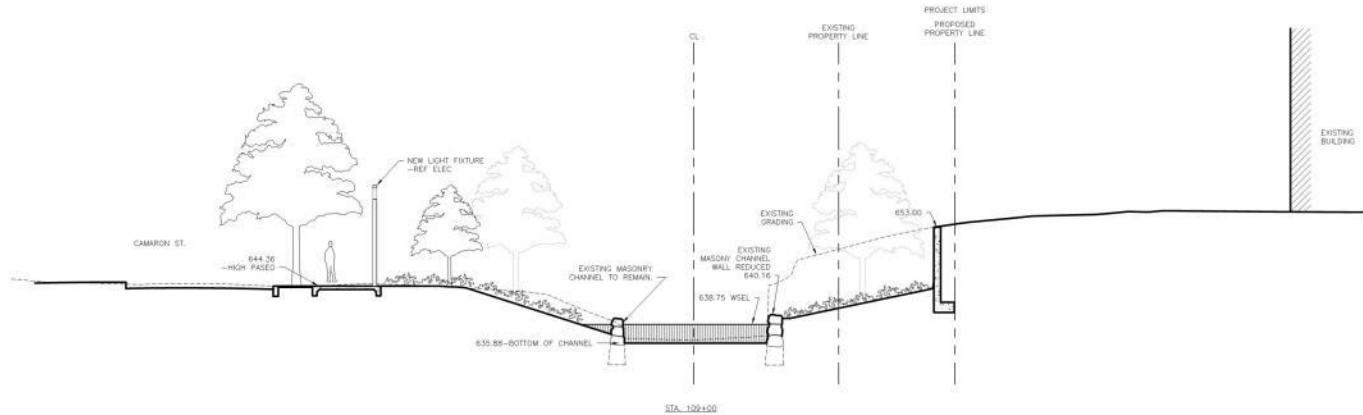 PROJECT LIMITS
PROPOSED
PROPERTY LINE
EXISTING
PROPERTY LINE
CL
EXISTING
BUILDING
NEW LIGHT FIXTURE
-REF ELEC
653.00
EXISTING
GRADING
CAMARON ST.
644.36
-HIGH PASEO
EXISTING MASONRY
CHANNEL TO REMAIN.
EXISTING
MASONY CHANNEL
WALL REDUCED
640.16
638.75 WSEL
635.88-BOTTOM OF CHANNEL
STA. 109+00